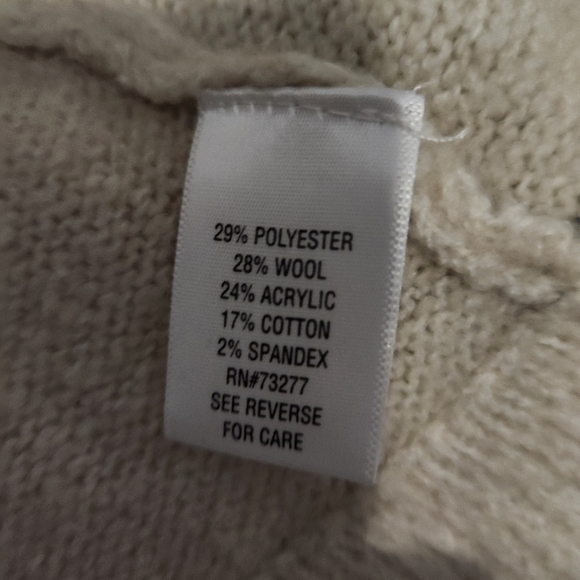 29% POLYESTER
28% WOOL
24% ACRYLIC
17% COTTON
2% SPANDEX
RN#73277
SEE REVERSE
FOR CARE